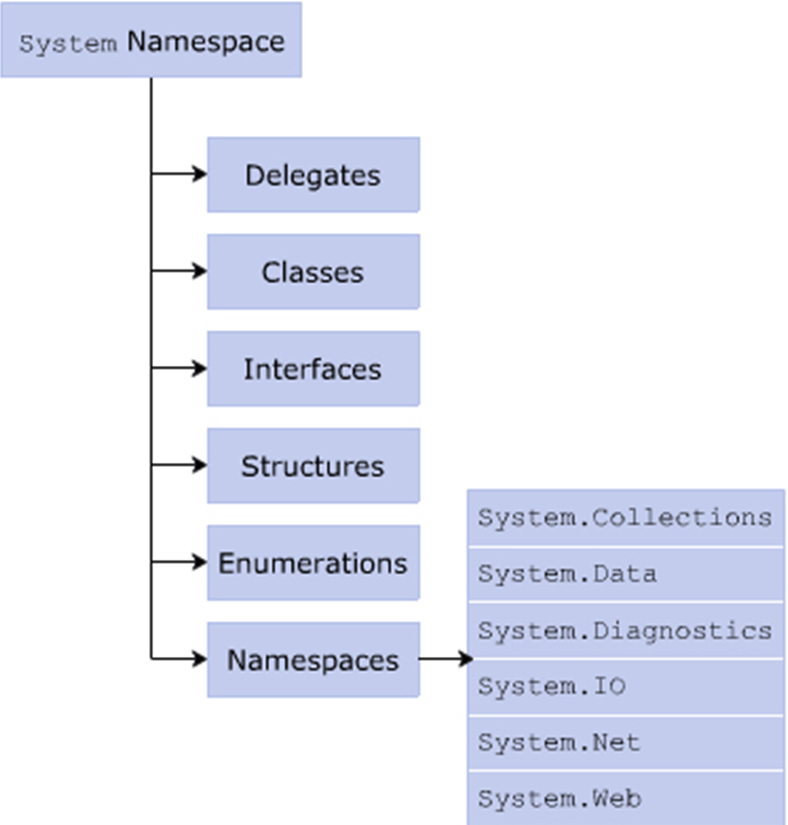 System Namespace
Delegates
Classes
Interfaces
Structures
Enumerations
Namespaces
System.Collections
System.Data
System.Diagnostics
System.IO
System.Net
System.Web